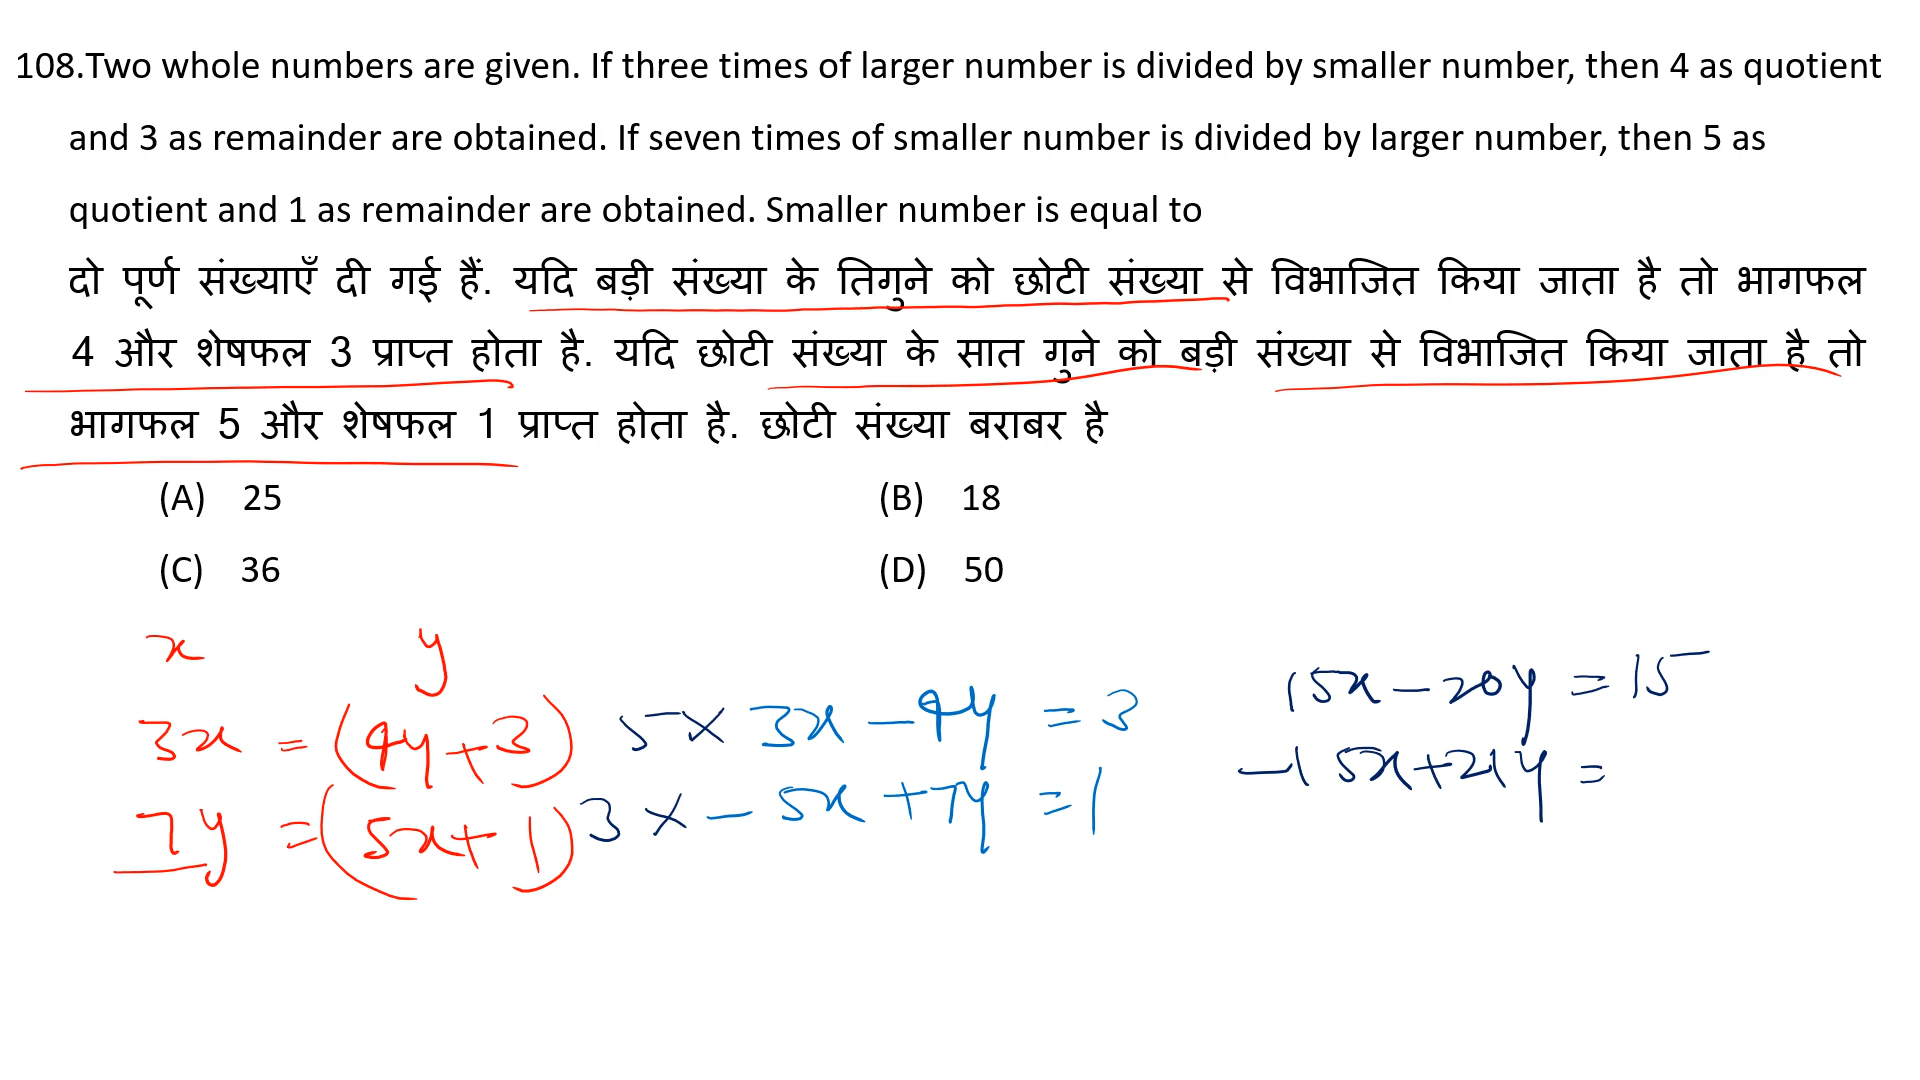 108.Two whole numbers are given. If three times of larger number is divided by smaller number, then 4 as quotient
and 3 as remainder are obtained. If seven times of smaller number is divided by larger number, then 5 as
quotient and 1 as remainder are obtained. Smaller number is equal to
दो पूर्ण संख्याएँ दी गई हैं. यदि बड़ी संख्या के तिगुने को छोटी संख्या से विभाजित किया जाता है तो भागफल
4 और शेषफल 3 प्राप्त होता है. यदि छोटी संख्या के सात गुने को बड़ी संख्या से विभाजित किया जाता है तो
भागफल 5 और शेषफल 1 प्राप्त होता है. छोटी संख्या बराबर है
(A) 25 (B) 18
(C) 36 (D) 50
x y
3x = (4y+3) 5× 3x - 4y = 3 15x - 20y = 15
7y = (5x+1) 3× -5x + 7y = 1 -15x + 21y =